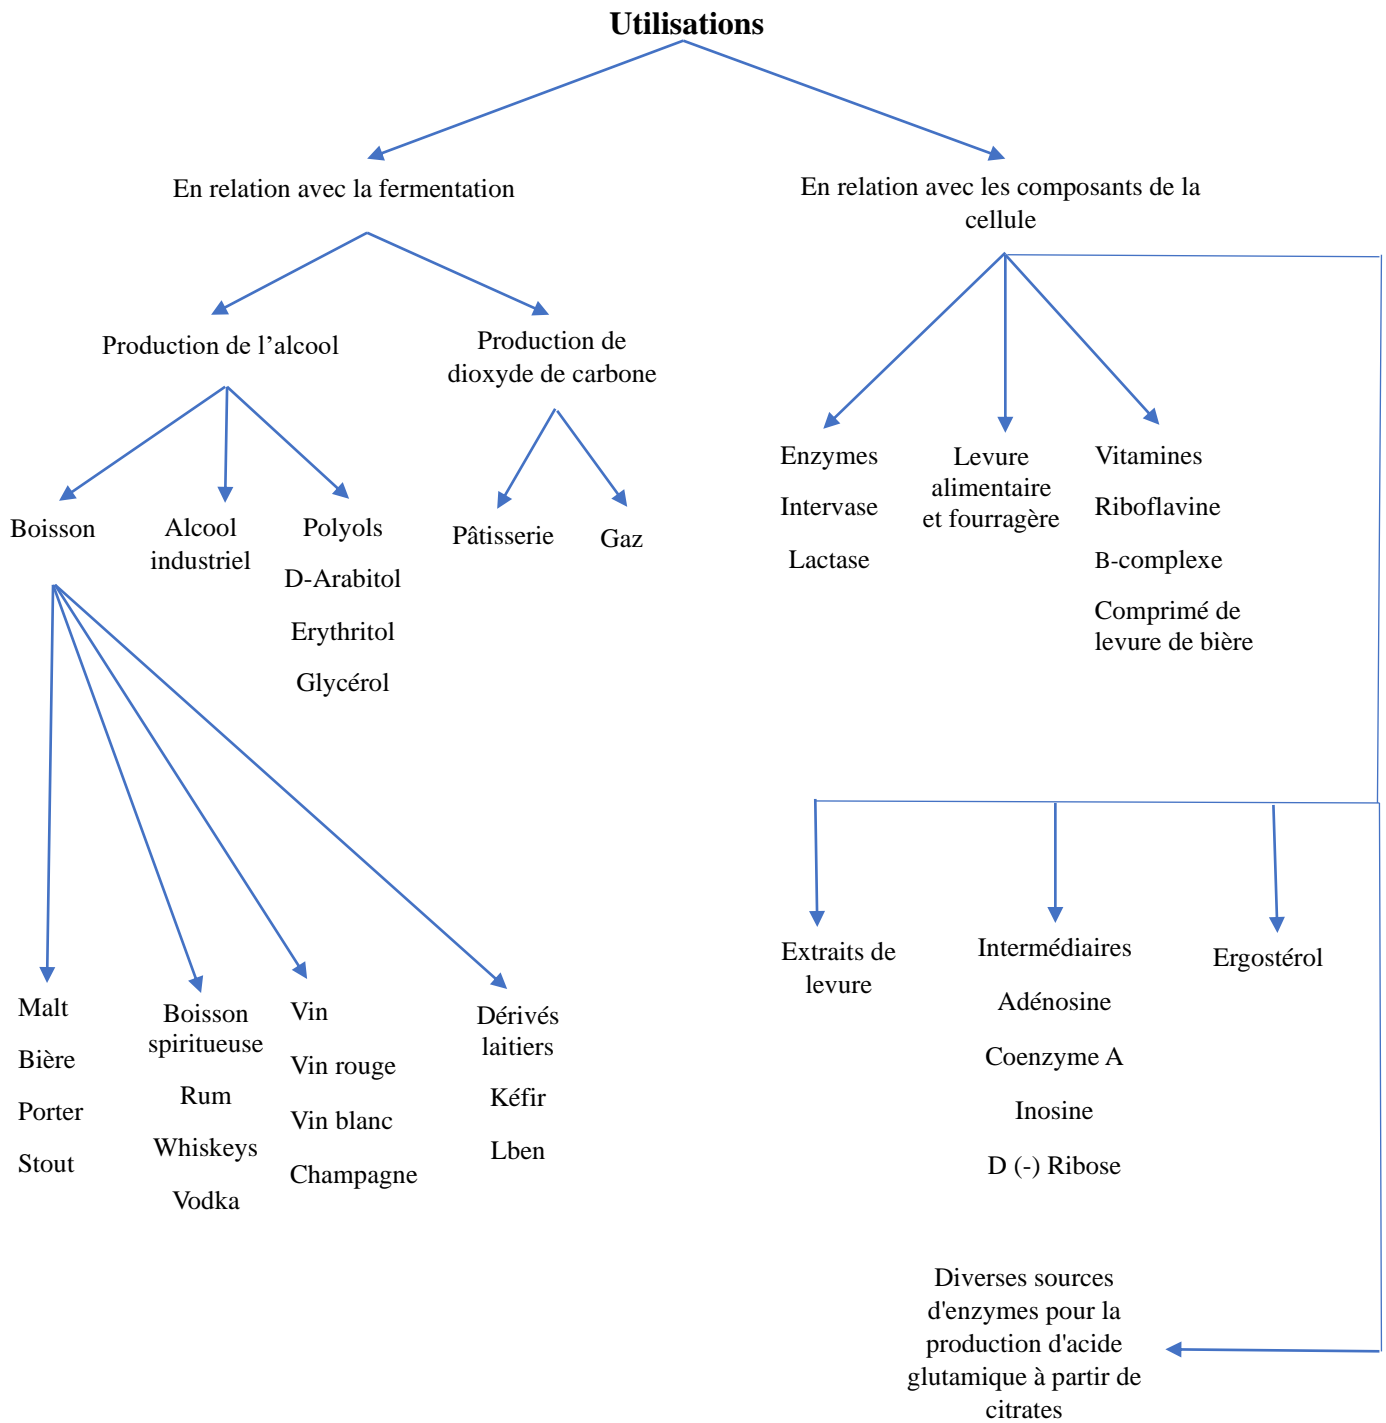 Utilisations
En relation avec la fermentation
En relation avec les composants de la
cellule
Production de l’alcool
Production de
dioxyde de carbone
Boisson
Alcool
industriel
Polyols
D-Arabitol
Erythritol
Glycérol
Pâtisserie
Gaz
Enzymes
Intervase
Lactase
Levure
alimentaire
et fourragère
Vitamines
Riboflavine
B-complexe
Comprimé de
levure de bière
Malt
Bière
Porter
Stout
Boisson
spiritueuse
Rum
Whiskeys
Vodka
Vin
Vin rouge
Vin blanc
Champagne
Dérivés
laitiers
Kéfir
Lben
Extraits de
levure
Intermédiaires
Adénosine
Coenzyme A
Inosine
D (-) Ribose
Ergostérol
Diverses sources
d'enzymes pour la
production d'acide
glutamique à partir de
citrates